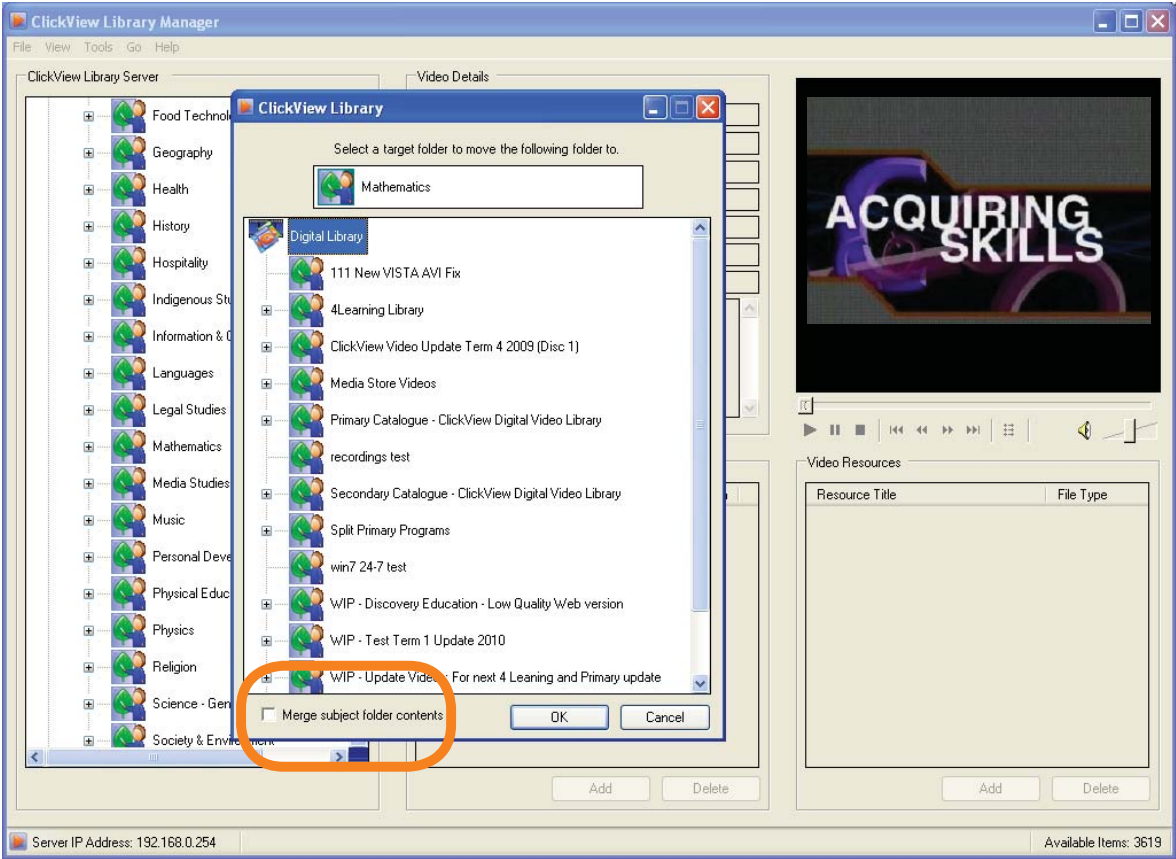 ClickView Library Manager
File View Tools Go Help
ClickView Library Server
Food Technol
Geography
Health
History
Hospitality
Indigenous Stu
Information & C
Languages
Legal Studies
Mathematics
Media Studies
Music
Personal Deve
Physical Educ
Physics
Religion
Science - Gen
Society & Environment
Video Details
ClickView Library
Select a target folder to move the following folder to.
Mathematics
Digital Library
111 New VISTA AVI Fix
4Learning Library
ClickView Video Update Term 4 2009 (Disc 1)
Media Store Videos
Primary Catalogue - ClickView Digital Video Library
recordings test
Secondary Catalogue - ClickView Digital Video Library
Split Primary Programs
win7 24-7 test
WIP - Discovery Education - Low Quality Web version
WIP - Test Term 1 Update 2010
WIP - Update Videos For next 4 Leaning and Primary update
Merge subject folder contents
OK Cancel
Add Delete
ACQUIRING
SKILLS
Video Resources
Resource Title File Type
Add Delete
Server IP Address: 192.168.0.254
Available Items: 3619